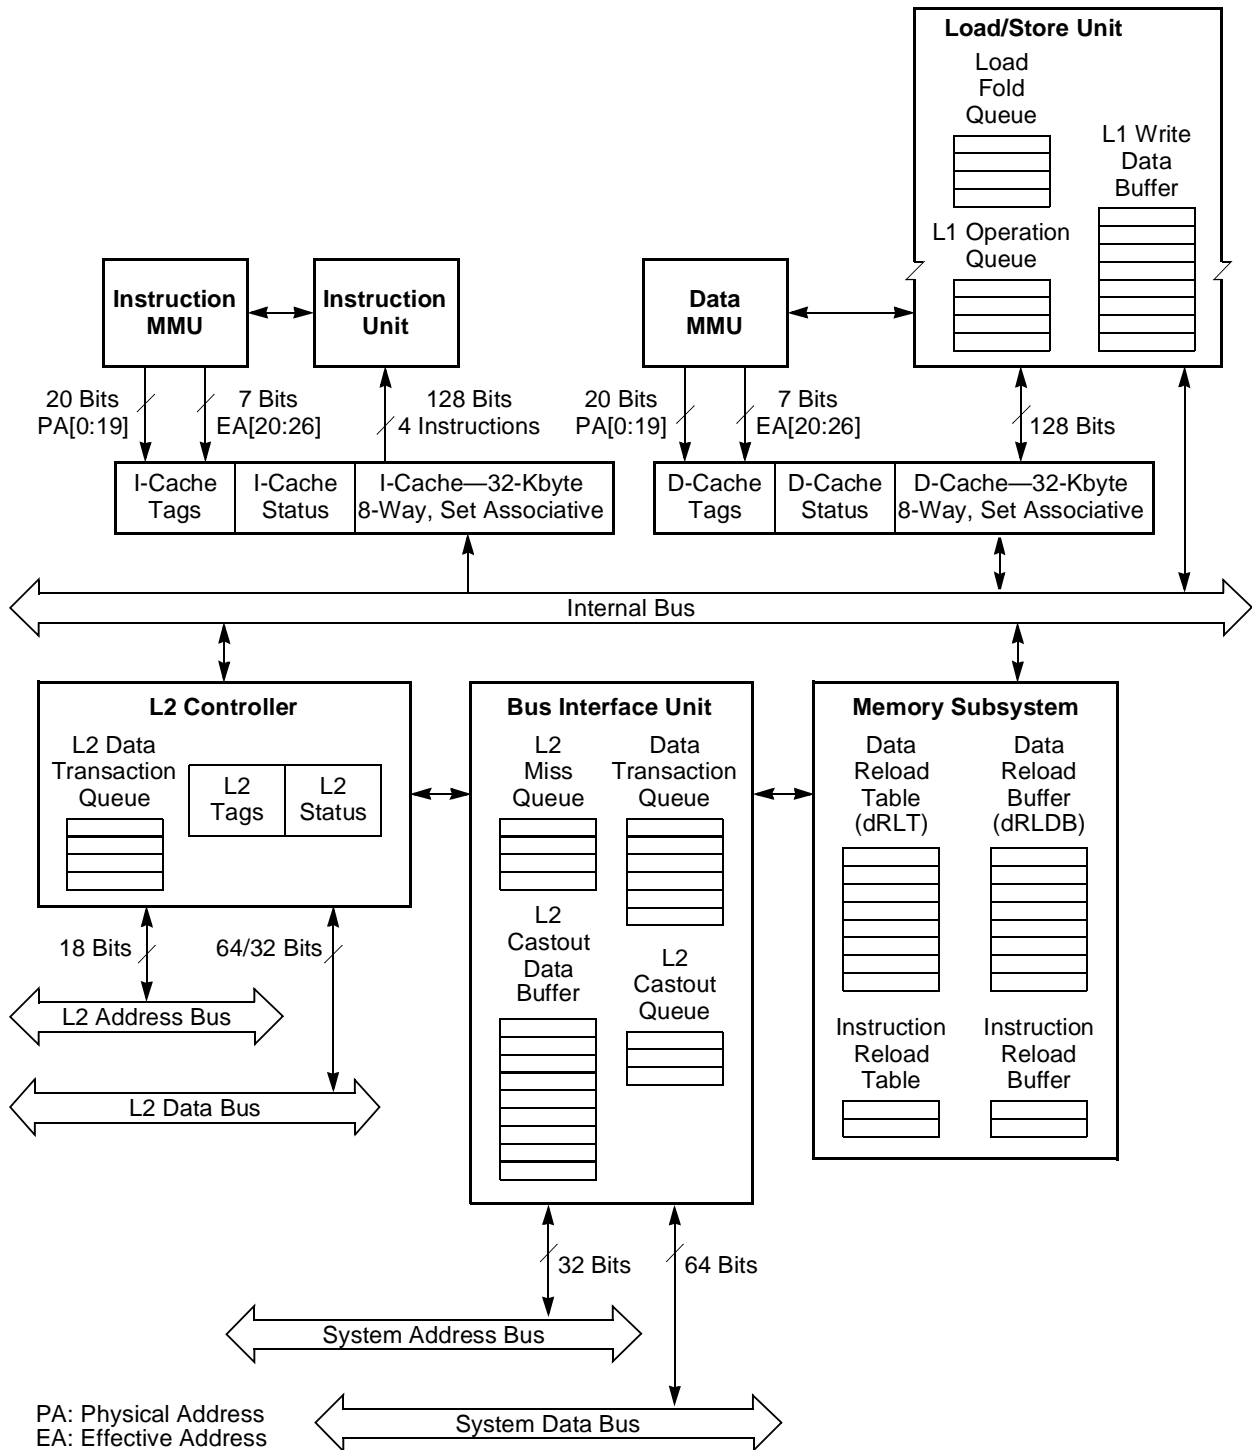 Load/Store Unit
Load
Fold
Queue
L1 Write
Data
Buffer
L1 Operation
Queue
Instruction
MMU
Instruction
Unit
Data
MMU
20 Bits
PA[0:19]
7 Bits
EA[20:26]
128 Bits
4 Instructions
20 Bits
PA[0:19]
7 Bits
EA[20:26]
128 Bits
I-Cache
Tags
I-Cache
Status
I-Cache—32-Kbyte
8-Way, Set Associative
D-Cache
Tags
D-Cache
Status
D-Cache—32-Kbyte
8-Way, Set Associative
Internal Bus
L2 Controller
L2 Data
Transaction
Queue
L2
Tags
L2
Status
Bus Interface Unit
L2
Miss
Queue
Data
Transaction
Queue
L2
Castout
Data
Buffer
L2
Castout
Queue
Memory Subsystem
Data
Reload
Table
(dRLT)
Data
Reload
Buffer
(dRLDB)
Instruction
Reload
Table
Instruction
Reload
Buffer
18 Bits
64/32 Bits
L2 Address Bus
L2 Data Bus
32 Bits
64 Bits
System Address Bus
System Data Bus
PA: Physical Address
EA: Effective Address